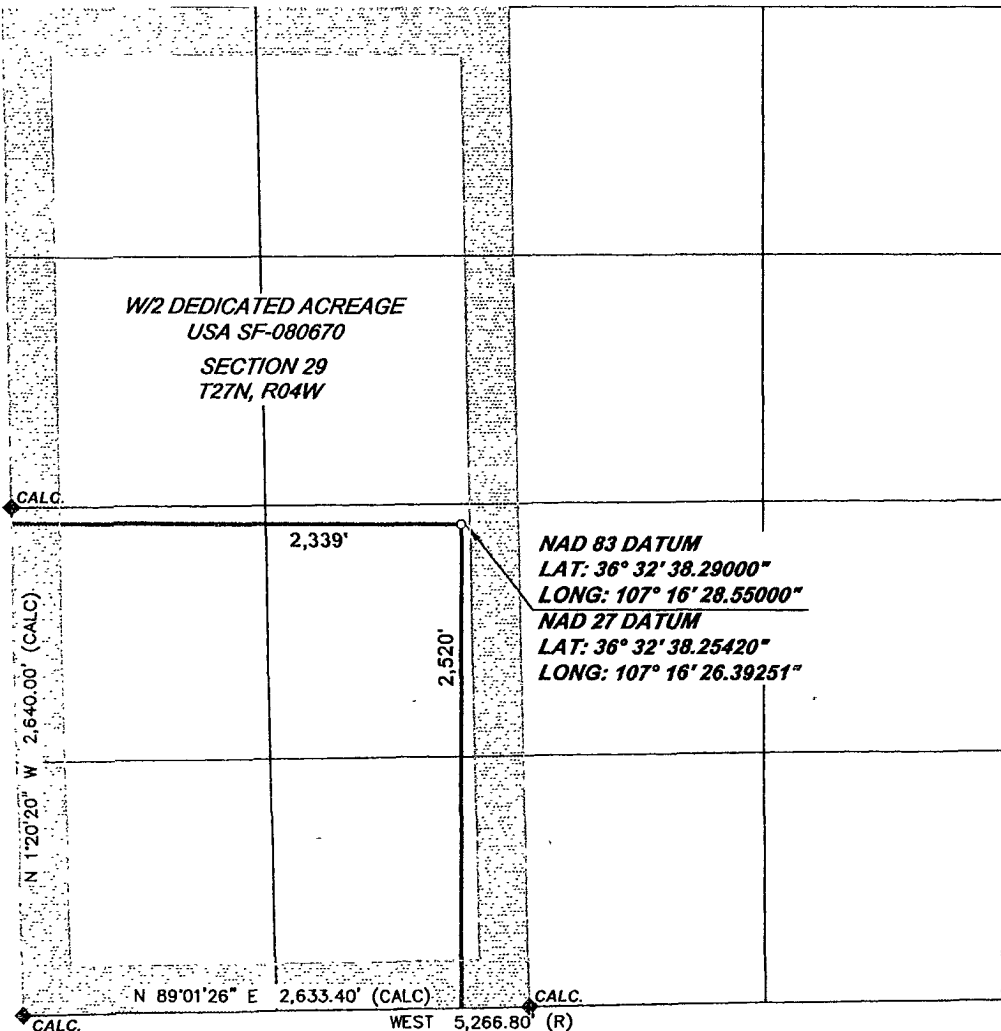 W/2 DEDICATED ACREAGE
USA SF-080670
SECTION 29
T27N, R04W
CALC.
2,339'
NAD 83 DATUM
LAT: 36° 32' 38.29000"
LONG: 107° 16' 28.55000"
NAD 27 DATUM
LAT: 36° 32' 38.25420"
LONG: 107° 16' 26.39251"
2,520'
N 1°20'20" W 2,640.00' (CALC)
N 89°01'26" E 2,633.40' (CALC)
CALC.
CALC.
WEST 5,266.80' (R)